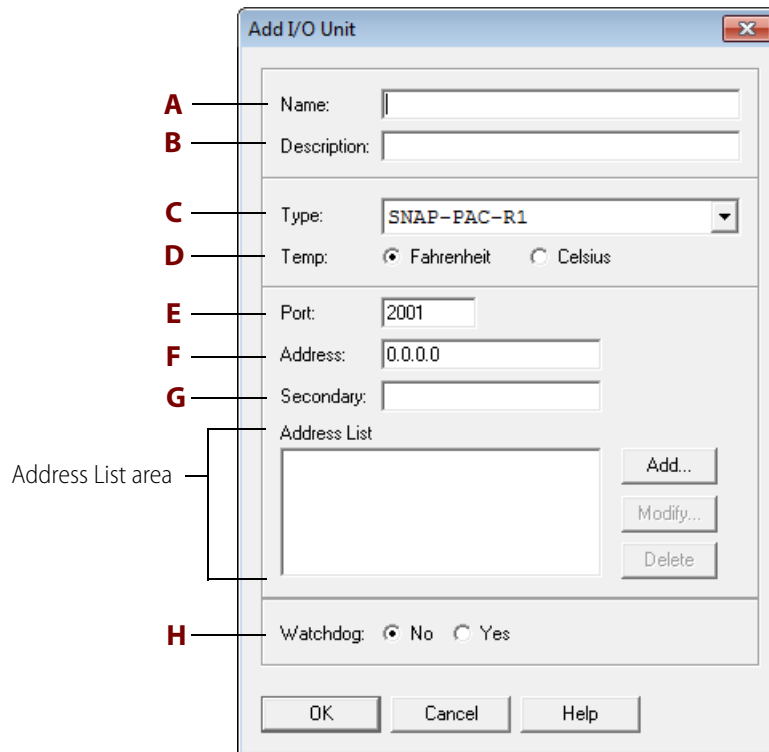 Add I/O Unit
A Name:
B Description:
C Type: SNAP-PAC-R1
D Temp: Fahrenheit Celsius
E Port: 2001
F Address: 0.0.0.0
G Secondary:
Address List
Address List area
Add...
Modify...
Delete
H Watchdog: No Yes
OK Cancel Help